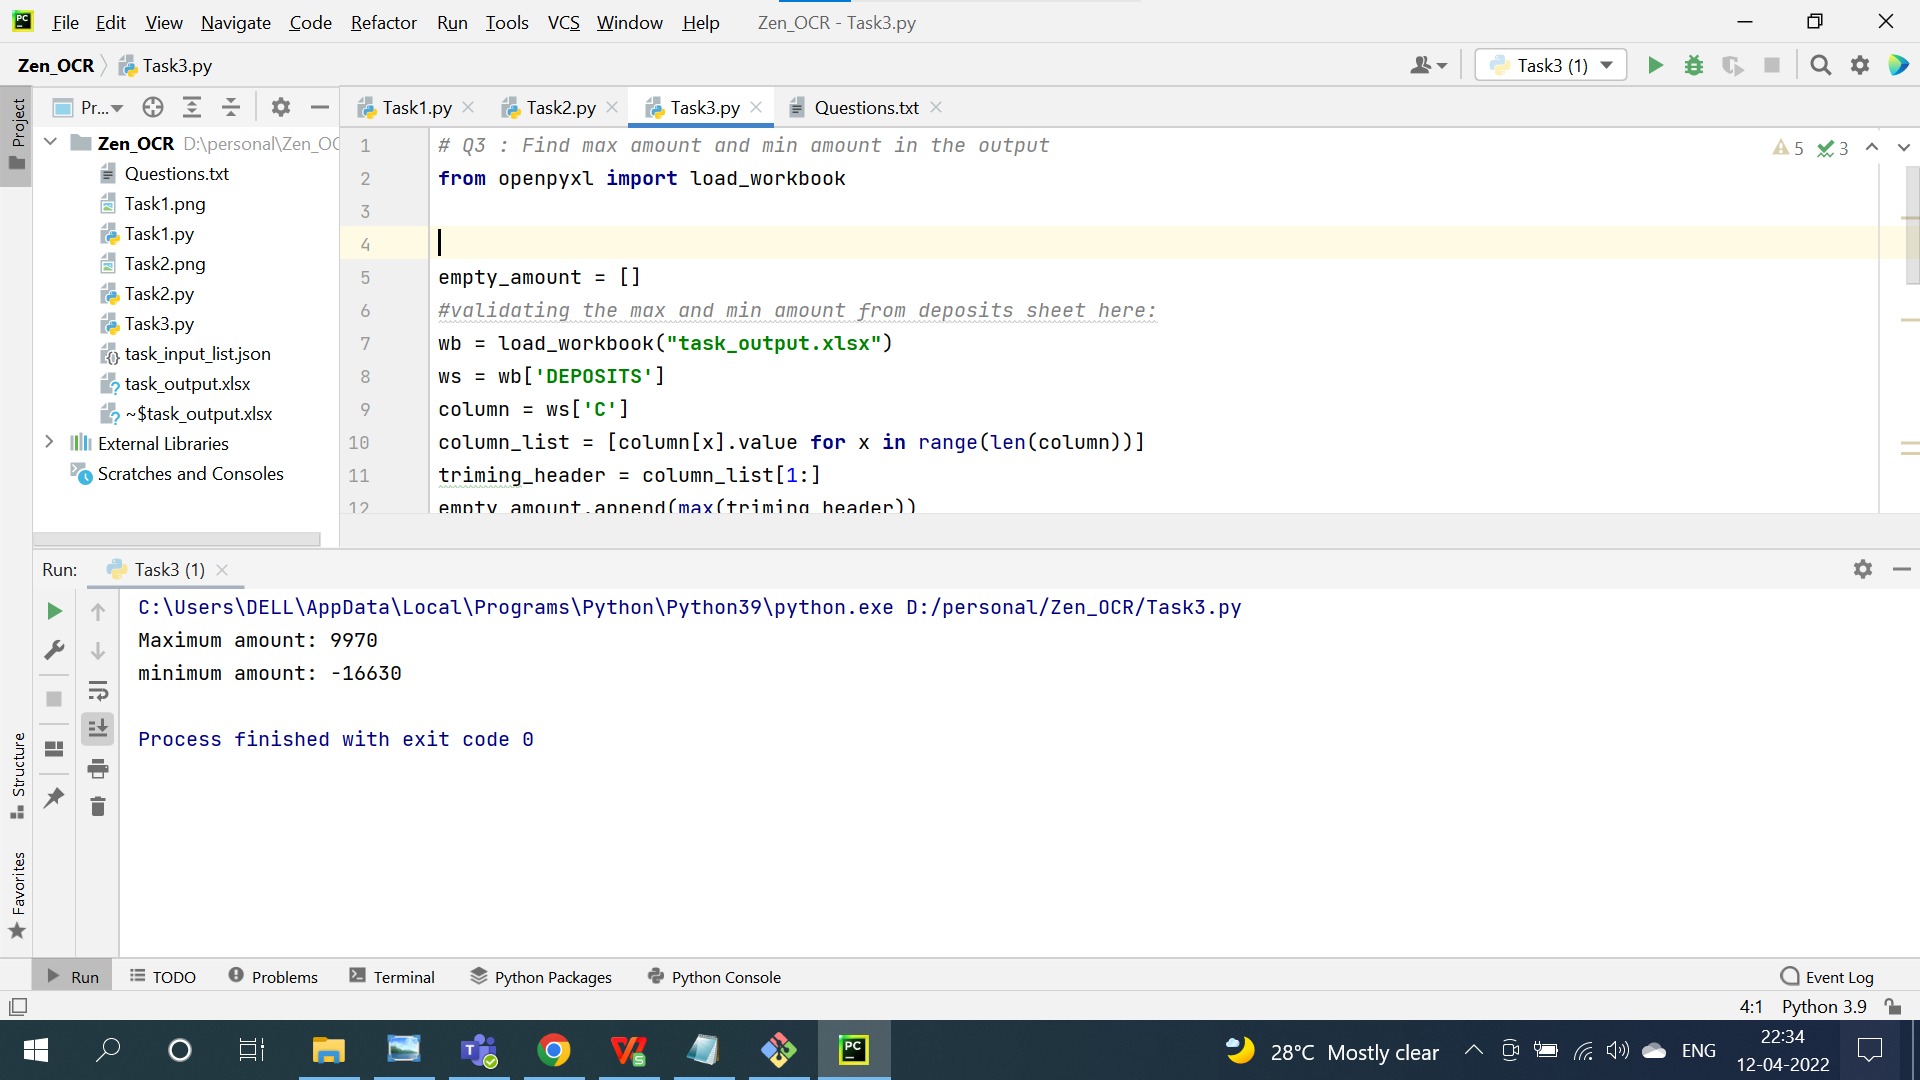 File Edit View Navigate Code Refactor Run Tools VCS Window Help Zen_OCR - Task3.py
Zen_OCR Task3.py
Task3 (1)
Project
Pr...
Task1.py Task2.py Task3.py Questions.txt
Zen_OCR D:\personal\Zen_OC
Questions.txt
Task1.png
Task1.py
Task2.png
Task2.py
Task3.py
task_input_list.json
task_output.xlsx
~$task_output.xlsx
External Libraries
Scratches and Consoles
5 3
1 # Q3 : Find max amount and min amount in the output
2 from openpyxl import load_workbook
3
4
5 empty_amount = []
6 #validating the max and min amount from deposits sheet here:
7 wb = load_workbook("task_output.xlsx")
8 ws = wb['DEPOSITS']
9 column = ws['C']
10 column_list = [column[x].value for x in range(len(column))]
11 triming_header = column_list[1:]
12 empty_amount.append(max(triming_header))
Run: Task3 (1)
C:\Users\DELL\AppData\Local\Programs\Python\Python39\python.exe D:/personal/Zen_OCR/Task3.py
Maximum amount: 9970
minimum amount: -16630
Process finished with exit code 0
Structure
Favorites
Run TODO Problems Terminal Python Packages Python Console Event Log
4:1 Python 3.9
28°C Mostly clear ENG
22:34
12-04-2022